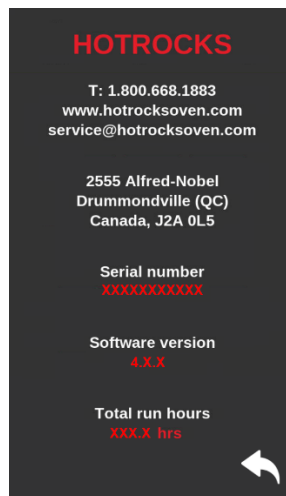 HOTROCKS
T: 1.800.668.1883
www.hotrocksoven.com
service@hotrocksoven.com
2555 Alfred-Nobel
Drummondville (QC)
Canada, J2A 0L5
Serial number
XXXXXXXXXXX
Software version
4.X.X
Total run hours
XXX.X hrs